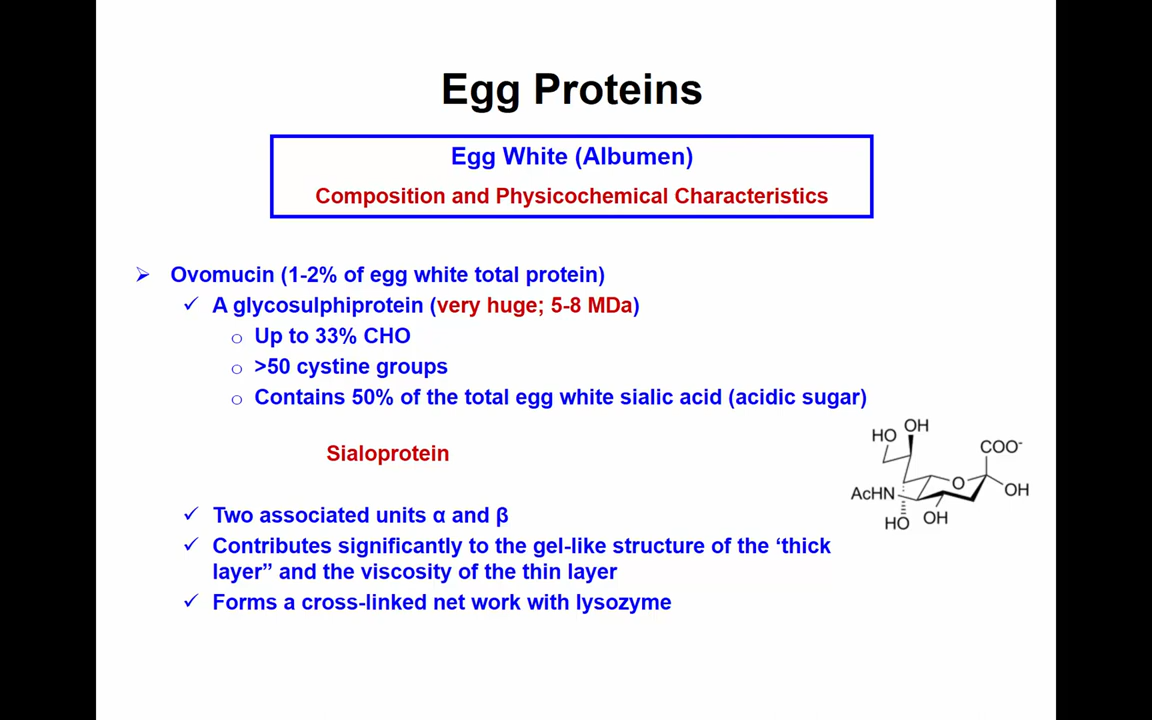 Egg Proteins
Egg White (Albumen)
Composition and Physicochemical Characteristics
➢ Ovomucin (1-2% of egg white total protein)
✓ A glycosulphiprotein (very huge; 5-8 MDa)
o Up to 33% CHO
o >50 cystine groups
o Contains 50% of the total egg white sialic acid (acidic sugar)
HO OH
COO⁻
Sialoprotein
O
AcHN OH
HO OH
✓ Two associated units α and β
✓ Contributes significantly to the gel-like structure of the ‘thick
layer” and the viscosity of the thin layer
✓ Forms a cross-linked net work with lysozyme